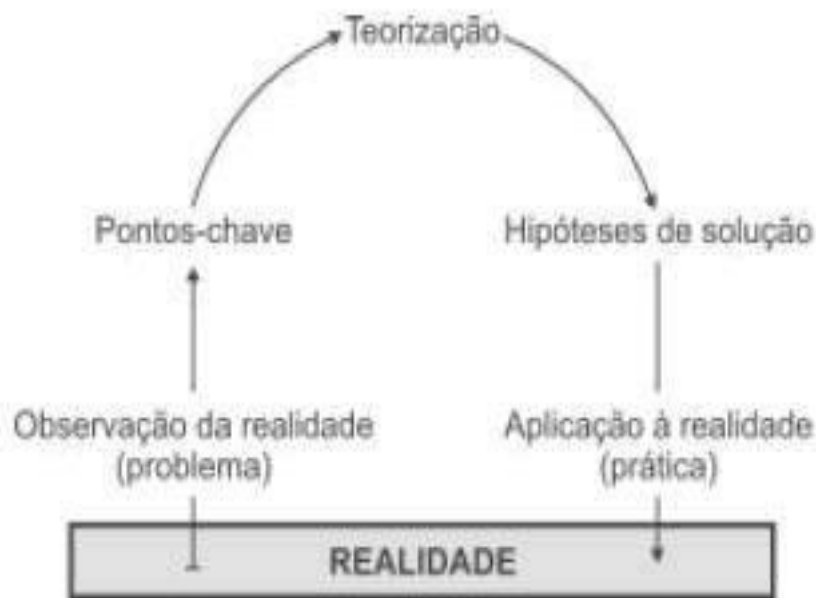 Teorização
Pontos-chave
Hipóteses de solução
Observação da realidade
(problema)
Aplicação à realidade
(prática)
REALIDADE